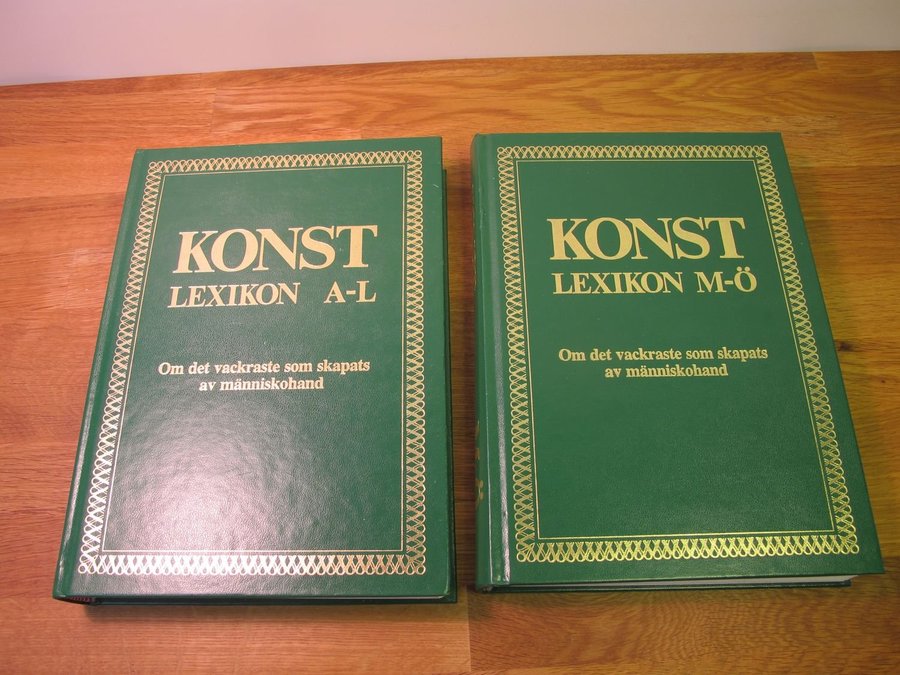 KONST
LEXIKON A-L
Om det vackraste som skapats
av människohand
KONST
LEXIKON M-Ö
Om det vackraste som skapats
av människohand